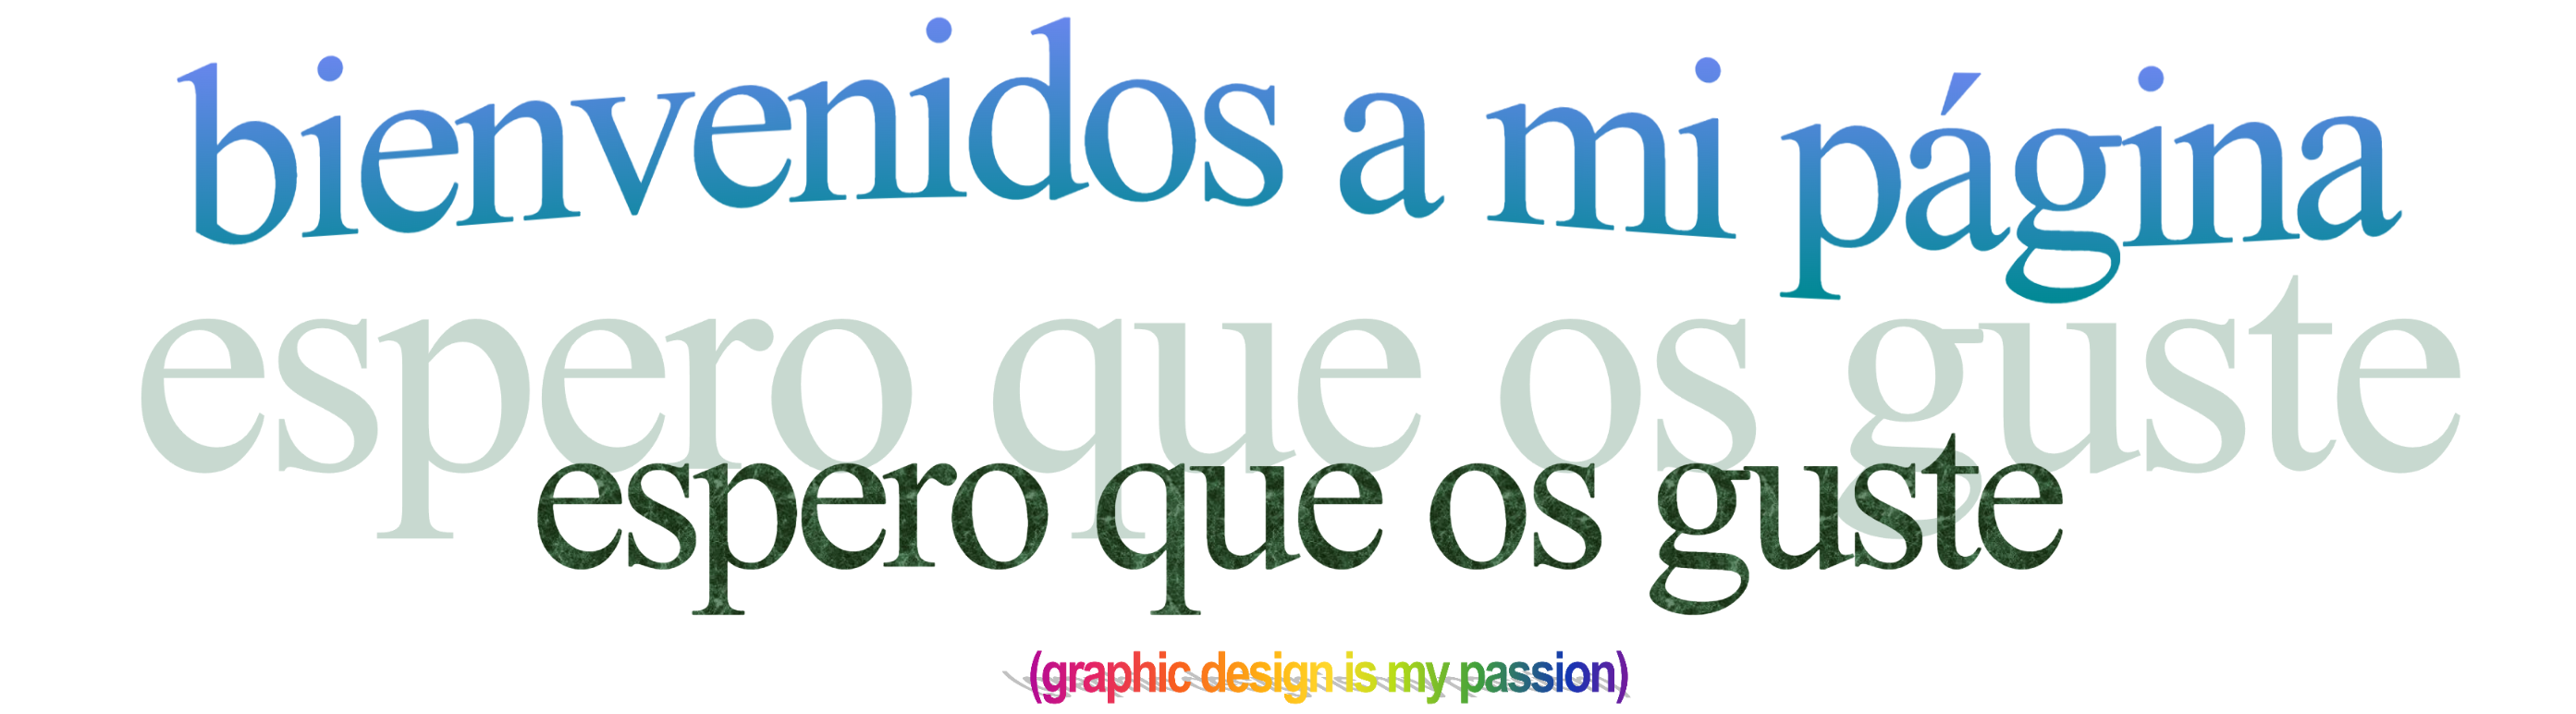 bienvenidos a mi página
espero que os guste
espero que os guste
(graphic design is my passion)